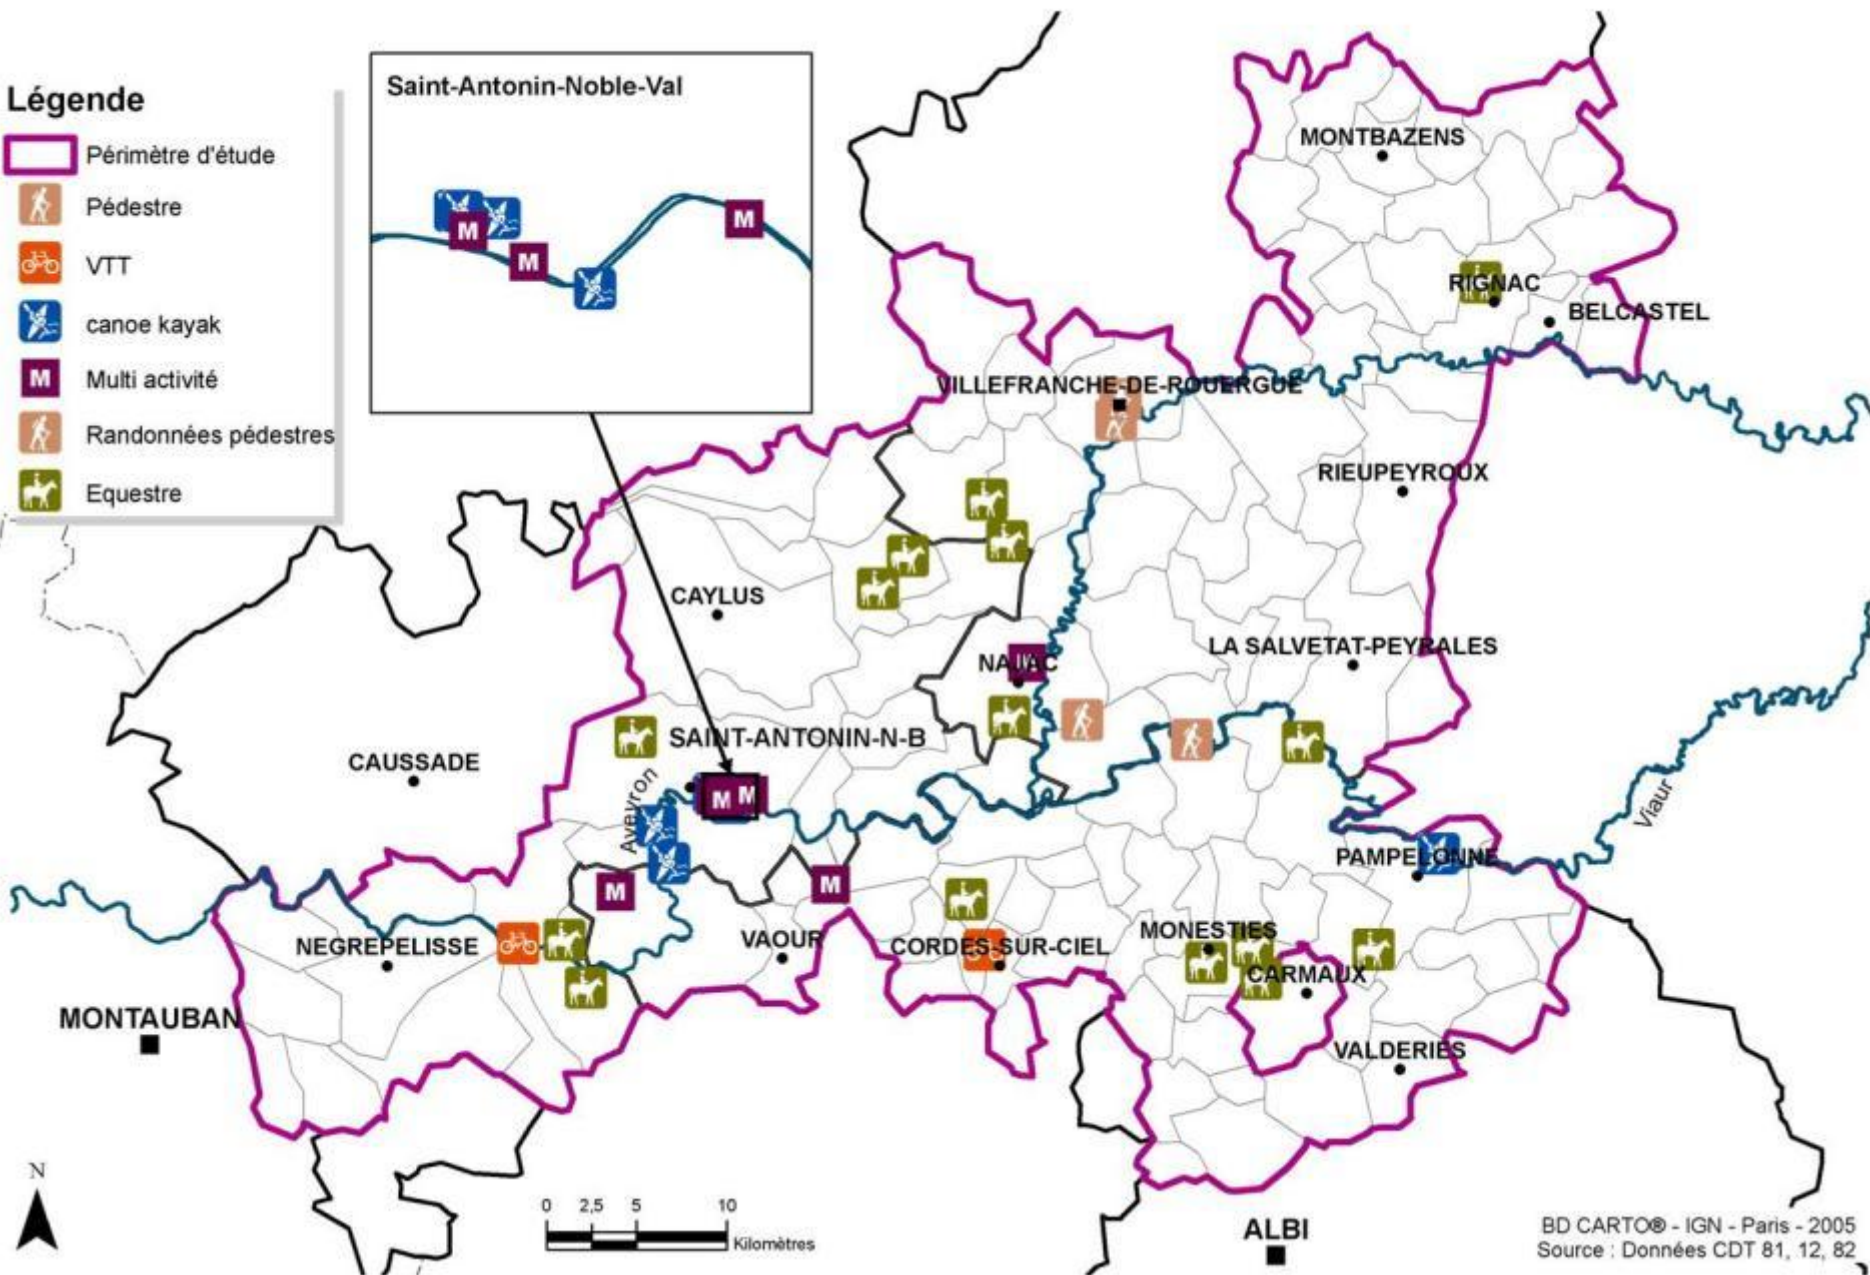 Légende
Périmètre d'étude
Pédestre
VTT
canoe kayak
M Multi activité
Randonnées pédestres
Equestre
Saint-Antonin-Noble-Val
M
M
M
MONTBAZENS
RIGNAC
BELCASTEL
VILLEFRANCHE-DE-ROUERGUE
RIEUPEYROUX
CAYLUS
LA SALVETAT-PEYRALES
NAJAC
SAINT-ANTONIN-N-B
CAUSSADE
Aveyron
M M
Viaur
PAMPELONNE
M
M
NEGREPELISSE
VAOUR
CORDES-SUR-CIEL
MONESTIES
CARMAUX
MONTAUBAN
VALDERIES
N
0 2,5 5 10
Kilomètres
ALBI
BD CARTO® - IGN - Paris - 2005
Source : Données CDT 81, 12, 82